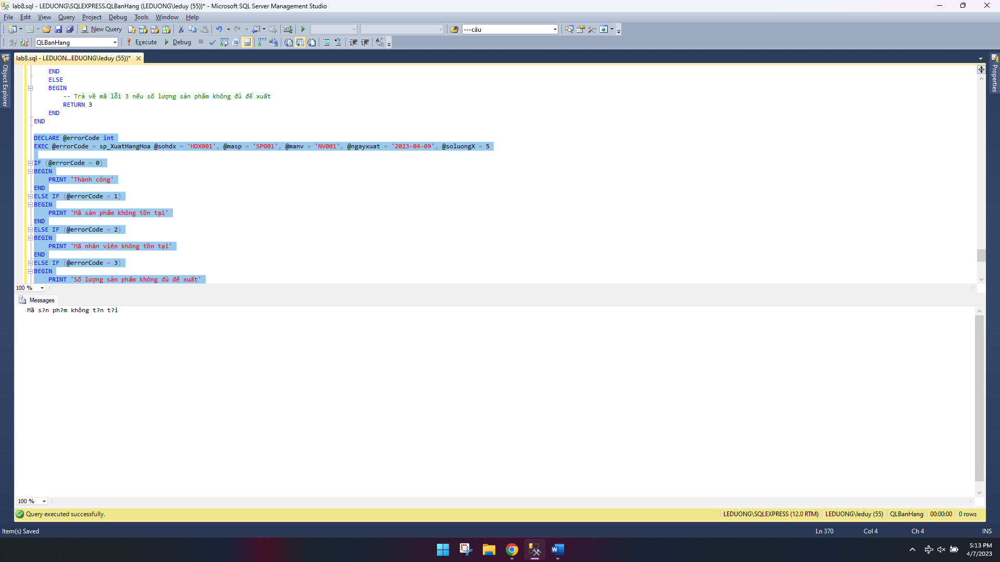 lab8.sql - LEDUONG\SQLEXPRESS.QLBanHang (LEDUONG\leduy (55))* - Microsoft SQL Server Management Studio
File Edit View Query Project Debug Tools Window Help
New Query ---câu
QLBanHang Execute Debug
lab8.sql - LEDUON...EDUONG\leduy (55))*
Object Explorer
Properties
END
ELSE
BEGIN
-- Trả về mã lỗi 3 nếu số lượng sản phẩm không đủ để xuất
RETURN 3
END
END
DECLARE @errorCode int
EXEC @errorCode = sp_XuatHangHoa @sohdx = 'HDX001', @masp = 'SP001', @manv = 'NV001', @ngayxuat = '2023-04-09', @soluongX = 5
IF (@errorCode = 0)
BEGIN
PRINT 'Thành công'
END
ELSE IF (@errorCode = 1)
BEGIN
PRINT 'Mã sản phẩm không tồn tại'
END
ELSE IF (@errorCode = 2)
BEGIN
PRINT 'Mã nhân viên không tồn tại'
END
ELSE IF (@errorCode = 3)
BEGIN
PRINT 'Số lượng sản phẩm không đủ để xuất'
100 %
Messages
Mã s?n ph?m không t?n t?i
100 %
Query executed successfully. LEDUONG\SQLEXPRESS (12.0 RTM) LEDUONG\leduy (55) QLBanHang 00:00:00 0 rows
Item(s) Saved Ln 370 Col 4 Ch 4 INS
5:13 PM
4/7/2023